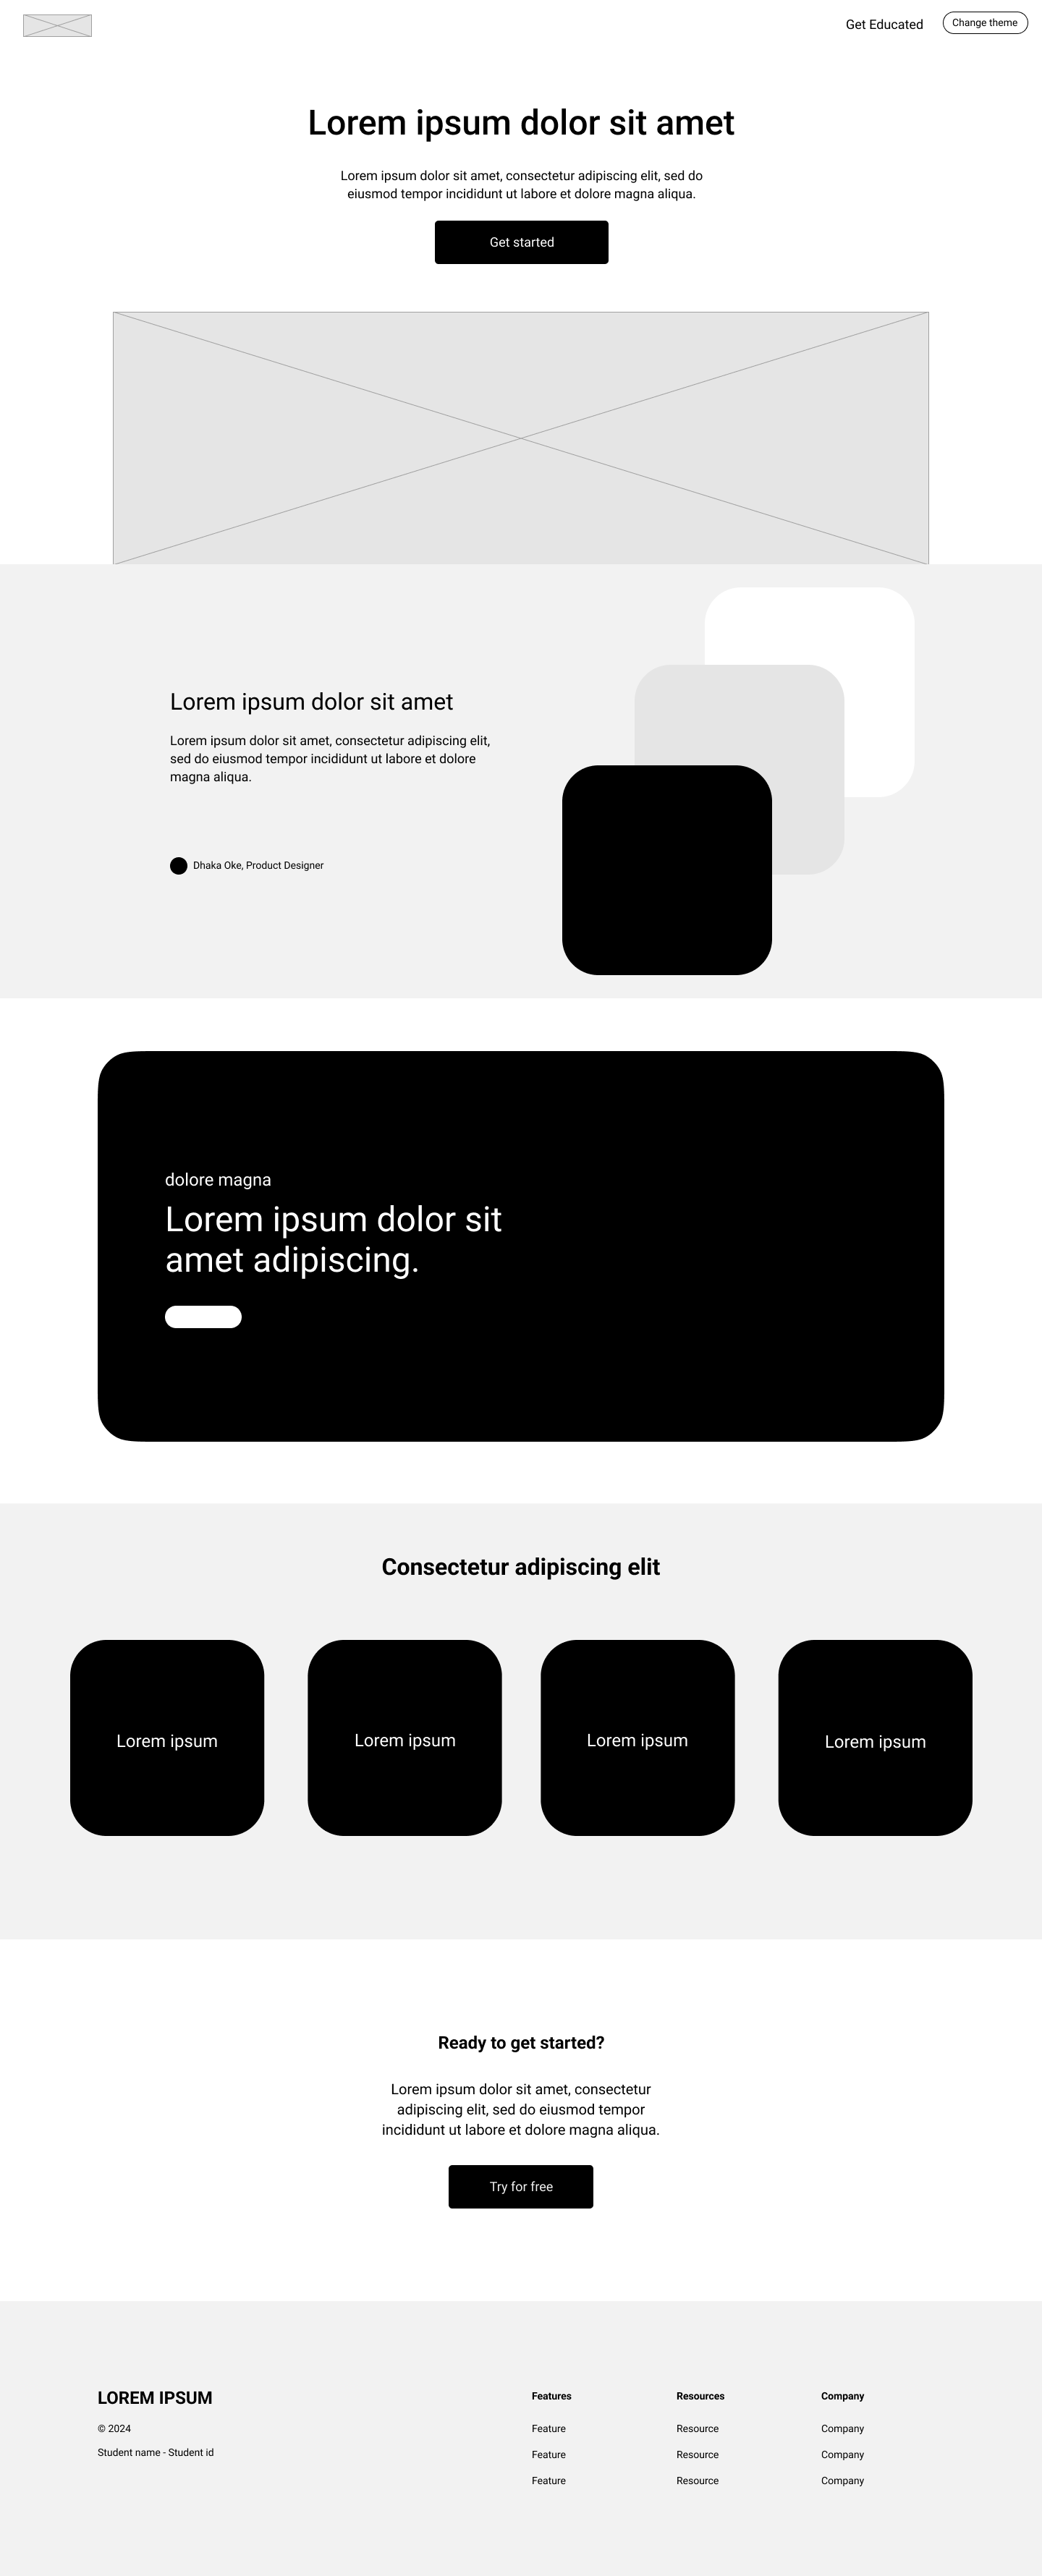 Get Educated
Change theme
Lorem ipsum dolor sit amet
Lorem ipsum dolor sit amet, consectetur adipiscing elit, sed do
eiusmod tempor incididunt ut labore et dolore magna aliqua.
Get started
Lorem ipsum dolor sit amet
Lorem ipsum dolor sit amet, consectetur adipiscing elit,
sed do eiusmod tempor incididunt ut labore et dolore
magna aliqua.
Dhaka Oke, Product Designer
dolore magna
Lorem ipsum dolor sit
amet adipiscing.
Consectetur adipiscing elit
Lorem ipsum
Lorem ipsum
Lorem ipsum
Lorem ipsum
Ready to get started?
Lorem ipsum dolor sit amet, consectetur
adipiscing elit, sed do eiusmod tempor
incididunt ut labore et dolore magna aliqua.
Try for free
LOREM IPSUM
© 2024
Student name - Student id
Features
Feature
Feature
Feature
Resources
Resource
Resource
Resource
Company
Company
Company
Company